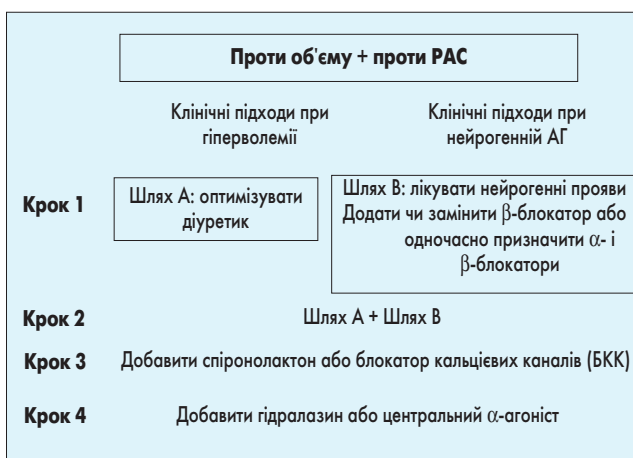 Проти об'єму + проти РАС
Клінічні підходи при
гіперволемії
Клінічні підходи при
нейрогенній АГ
Крок 1
Шлях А: оптимізувати
діуретик
Шлях В: лікувати нейрогенні прояви
Додати чи замінити β-блокатор або
одночасно призначити α- і
β-блокатори
Крок 2
Шлях А + Шлях В
Крок 3
Добавити спіронолактон або блокатор кальцієвих каналів (БКК)
Крок 4
Добавити гідралазин або центральний α-агоніст